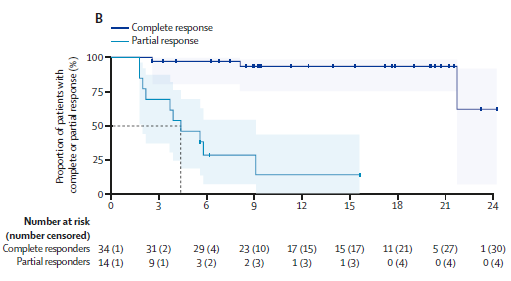 B
Complete response
Partial response
Proportion of patients with
complete or partial response (%)
100
75
50
25
0
0 3 6 9 12 15 18 21 24
Number at risk
(number censored)
Complete responders 34 (1) 31 (2) 29 (4) 23 (10) 17 (15) 15 (17) 11 (21) 5 (27) 1 (30)
Partial responders 14 (1) 9 (1) 3 (2) 2 (3) 1 (3) 1 (3) 0 (4) 0 (4) 0 (4)